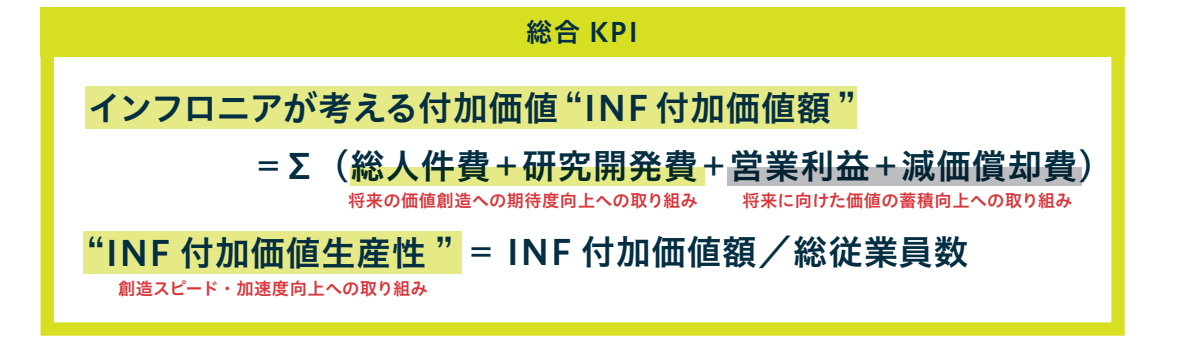 総合 KPI
インフロニアが考える付加価値 “INF 付加価値額 ”
= Σ (総人件費+研究開発費+営業利益+減価償却費)
将来の価値創造への期待度向上への取り組み 将来に向けた価値の蓄積向上への取り組み
“INF 付加価値生産性 ” = INF 付加価値額／総従業員数
創造スピード・加速度向上への取り組み